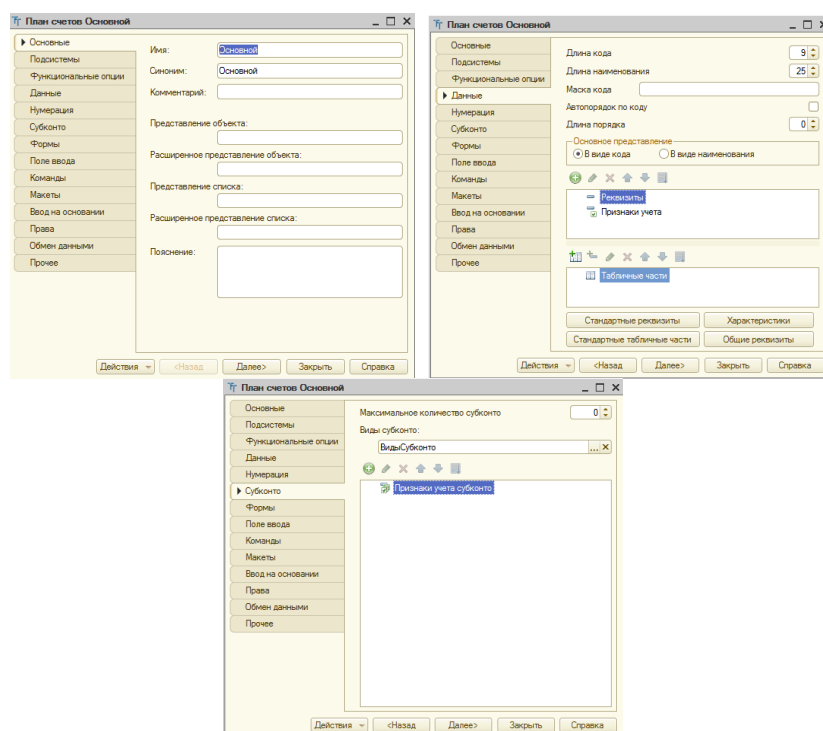 План счетов Основной
Основные
Подсистемы
Функциональные опции
Данные
Нумерация
Субконто
Формы
Поле ввода
Команды
Макеты
Ввод на основании
Права
Обмен данными
Прочее
Имя:
Основной
Синоним:
Основной
Комментарий:
Представление объекта:
Расширенное представление объекта:
Представление списка:
Расширенное представление списка:
Пояснение:
Действия
<Назад
Далее>
Закрыть
Справка
План счетов Основной
Основные
Подсистемы
Функциональные опции
Данные
Нумерация
Субконто
Формы
Поле ввода
Команды
Макеты
Ввод на основании
Права
Обмен данными
Прочее
Длина кода
9
Длина наименования
25
Маска кода
Автопорядок по коду
Длина порядка
0
Основное представление
В виде кода
В виде наименования
Реквизиты
Признаки учета
Табличные части
Стандартные реквизиты
Характеристики
Стандартные табличные части
Общие реквизиты
Действия
<Назад
Далее>
Закрыть
Справка
План счетов Основной
Основные
Подсистемы
Функциональные опции
Данные
Нумерация
Субконто
Формы
Поле ввода
Команды
Макеты
Ввод на основании
Права
Обмен данными
Прочее
Максимальное количество субконто
0
Виды субконто:
ВидыСубконто
...
Признаки учета субконто
Действия
<Назад
Далее>
Закрыть
Справка